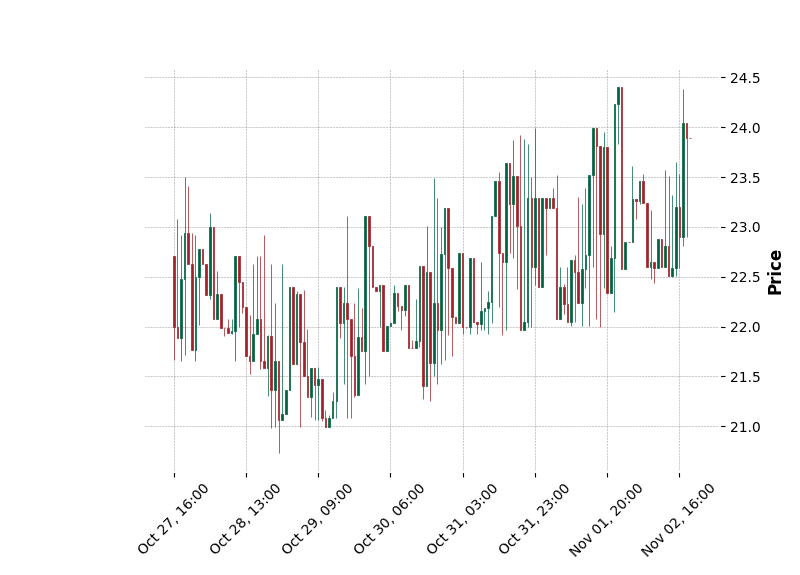 24.5
24.0
23.5
23.0
22.5
22.0
21.5
21.0
Price
Oct 27, 16:00
Oct 28, 13:00
Oct 29, 09:00
Oct 30, 06:00
Oct 31, 03:00
Oct 31, 23:00
Nov 01, 20:00
Nov 02, 16:00